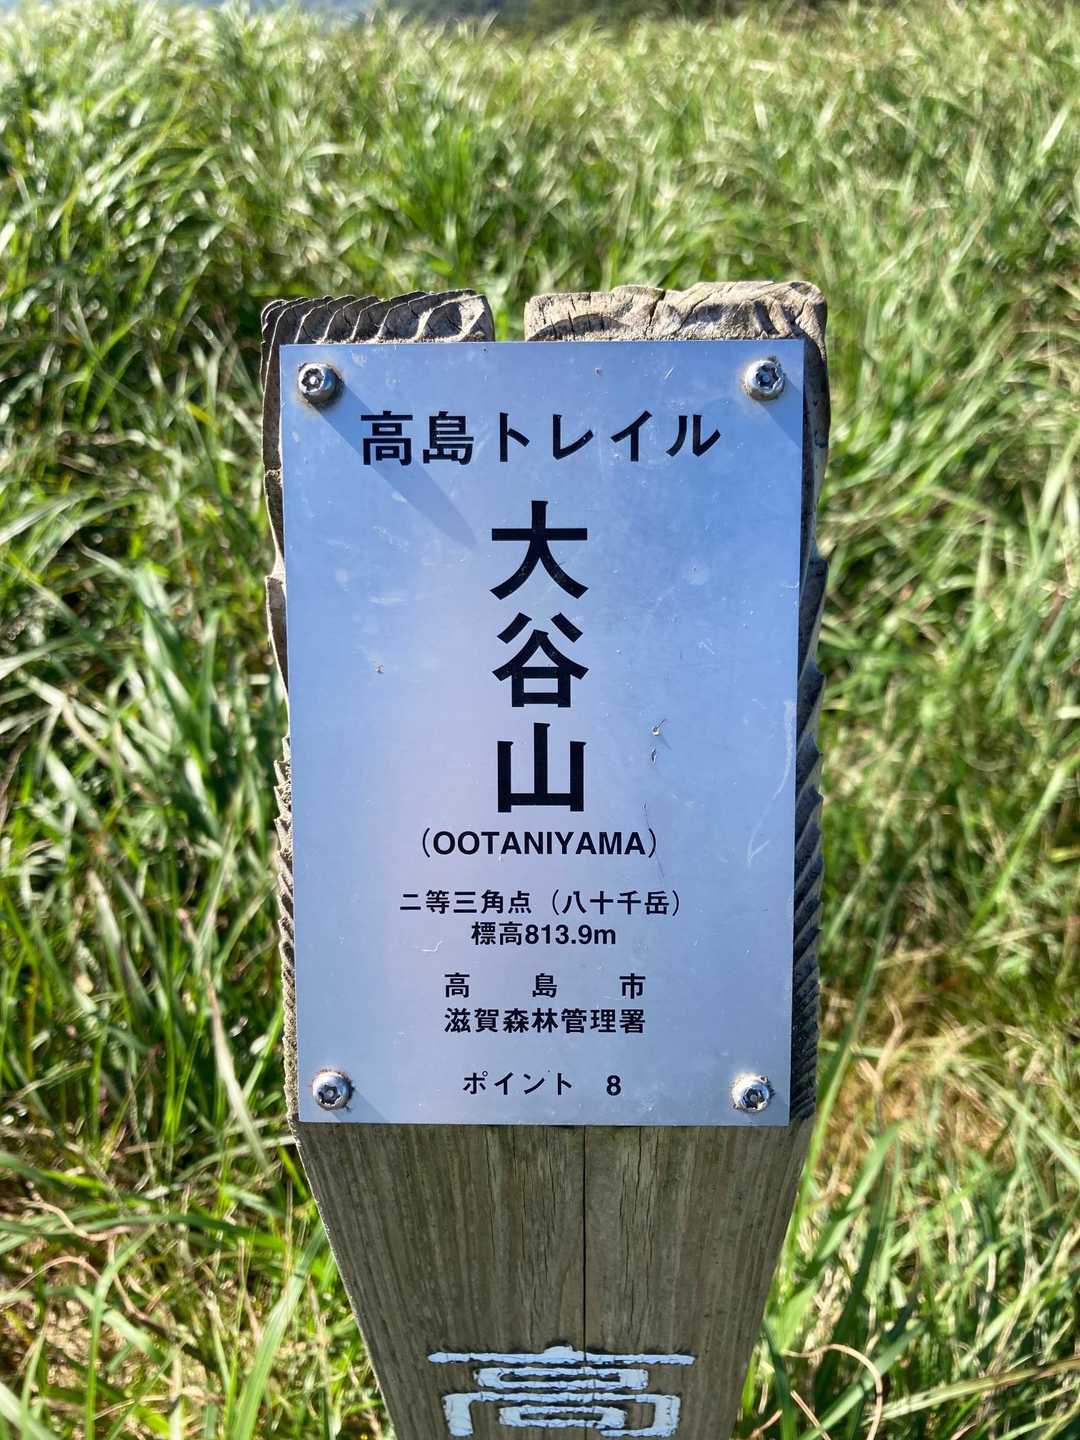 高島トレイル
大谷山
（OOTANIYAMA）
二等三角点（八十千岳）
標高813.9m
高　島　市
滋賀森林管理署
ポイント　8
高